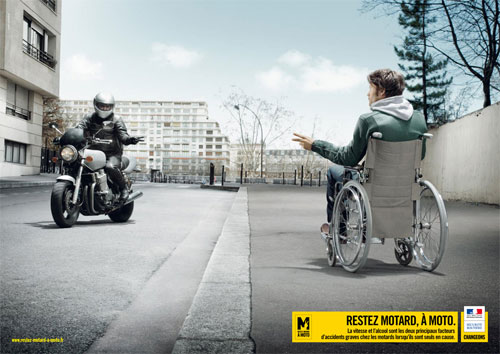 RESTEZ MOTARD, À MOTO.
La vitesse et l'alcool sont les deux principaux facteurs
d'accidents graves chez les motards lorsqu'ils sont seuls en cause.
M
À MOTO
CHANGEONS
www.restez-motard-a-moto.fr